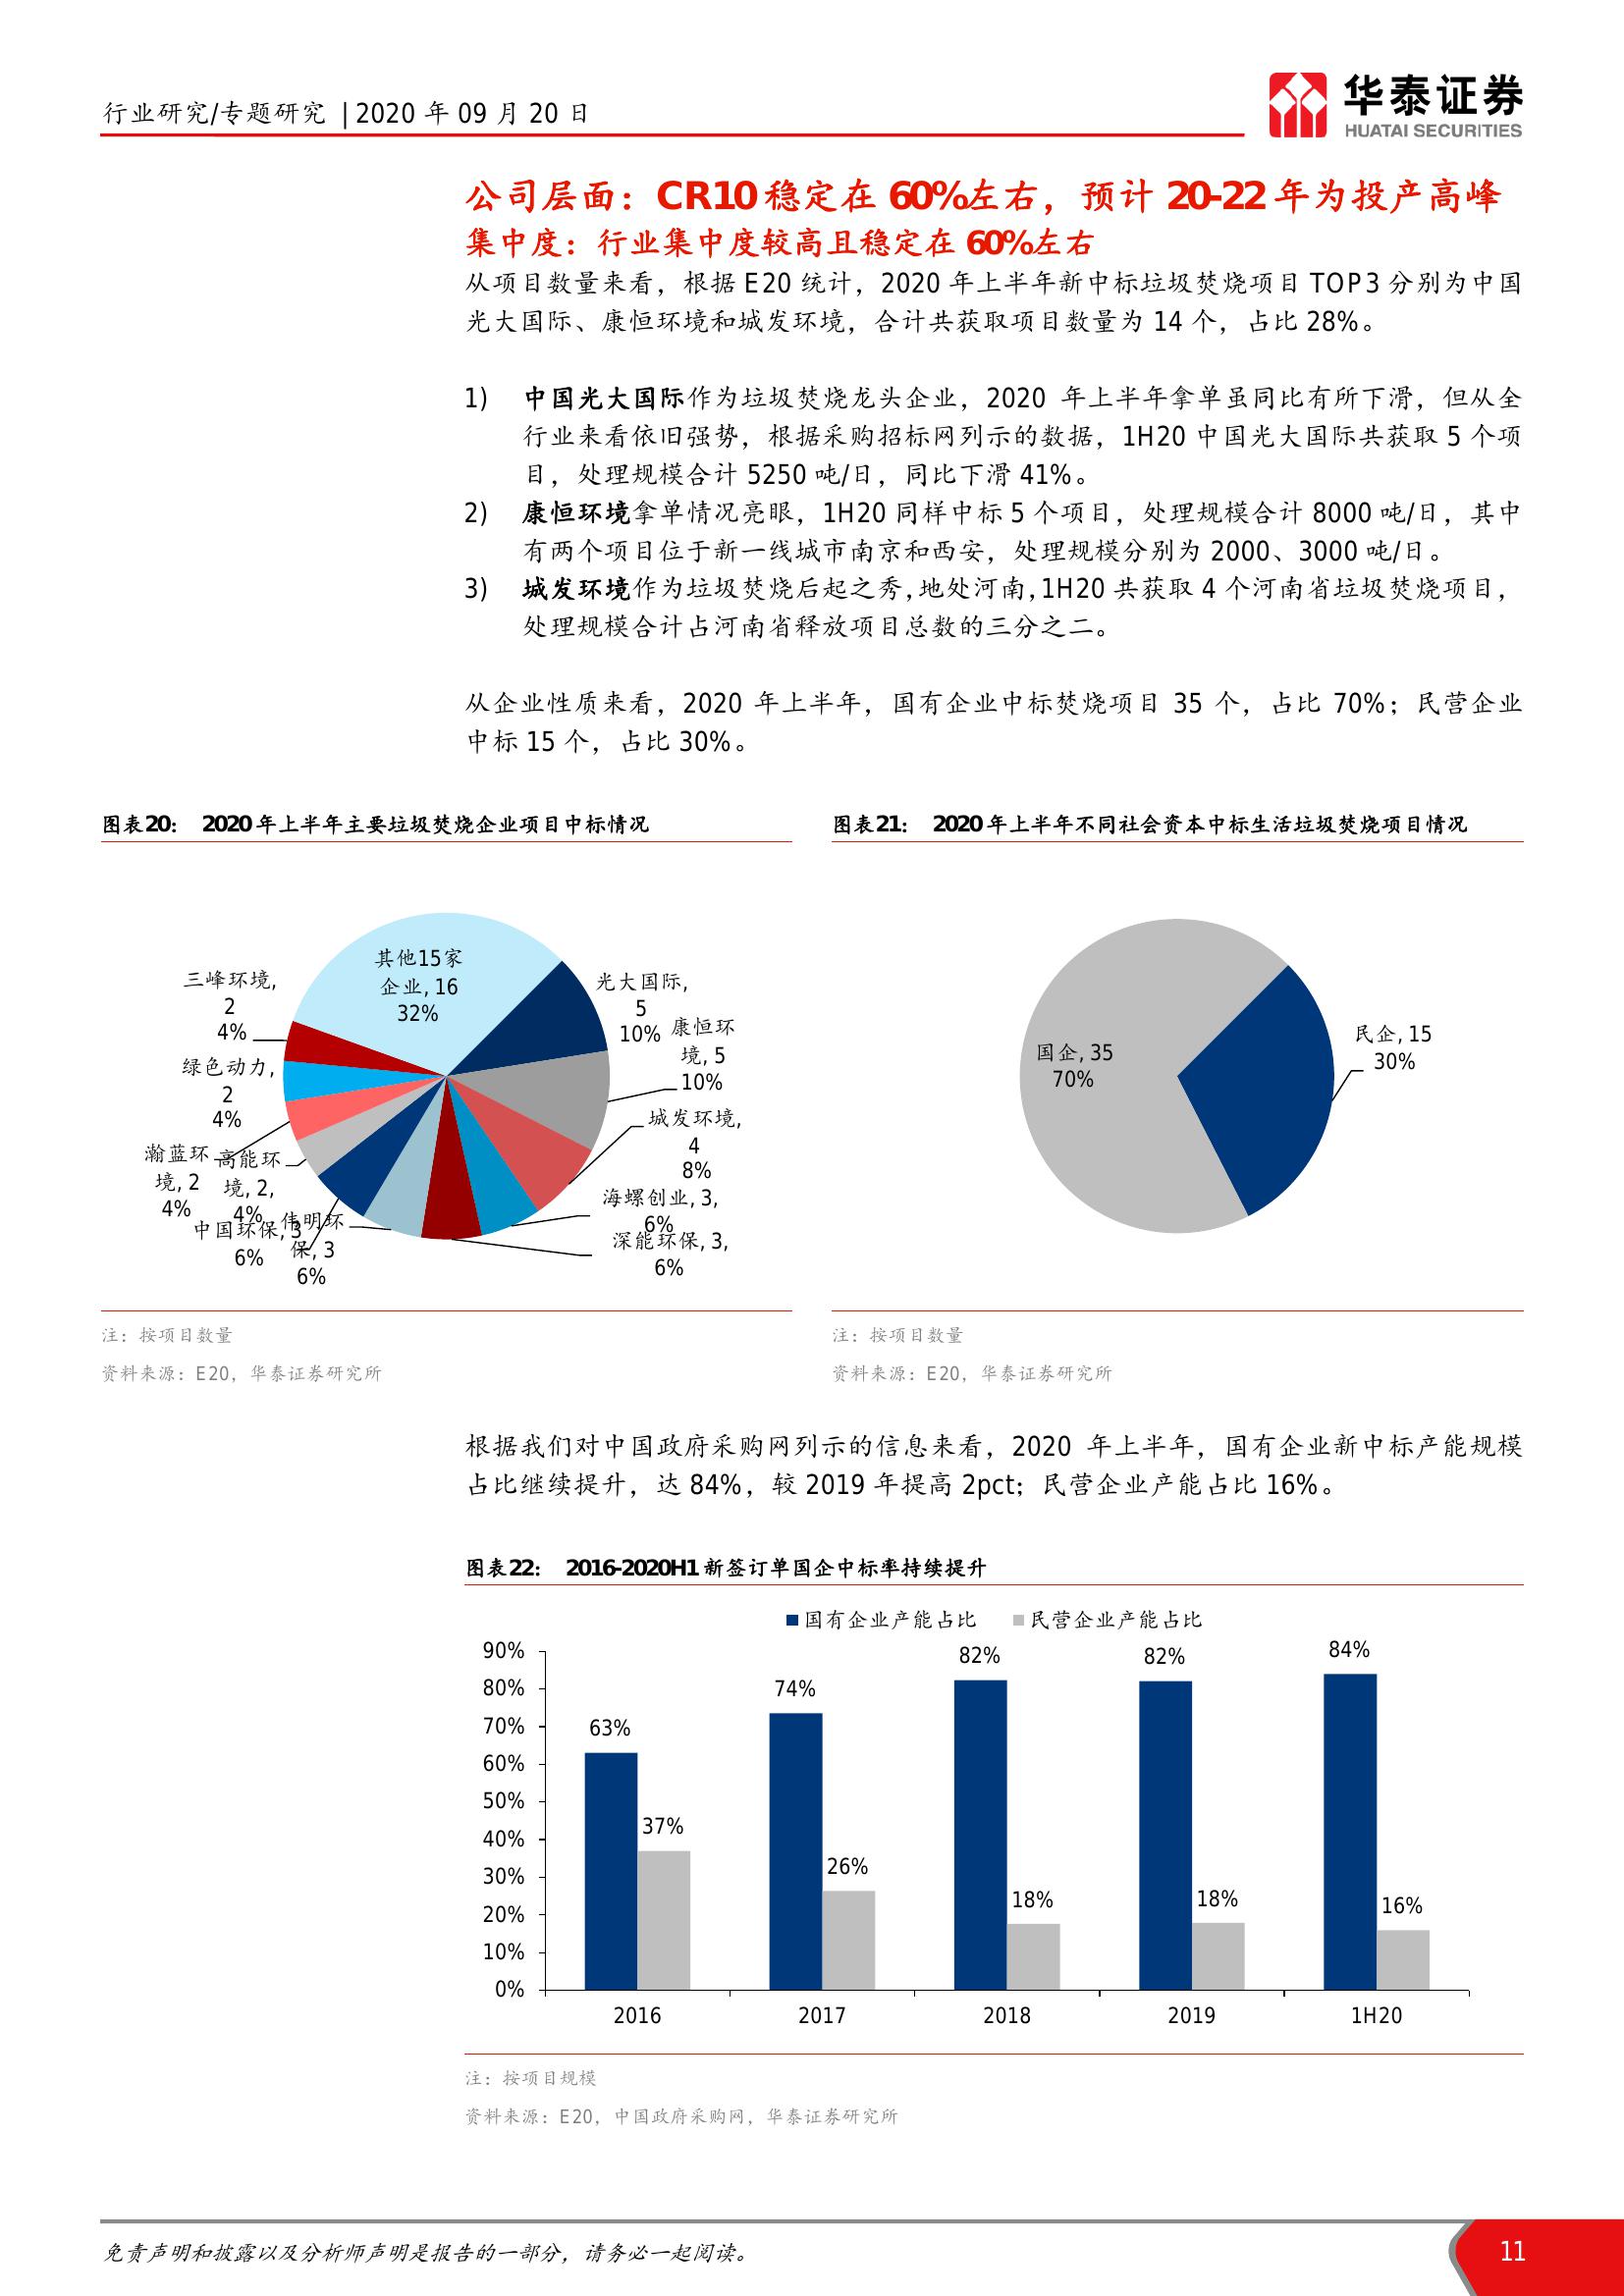 行业研究/专题研究 | 2020 年 09 月 20 日
华泰证券
HUATAI SECURITIES
公司层面：CR10 稳定在 60%左右，预计 20-22 年为投产高峰
集中度：行业集中度较高且稳定在 60%左右
从项目数量来看，根据 E20 统计，2020 年上半年新中标垃圾焚烧项目 TOP3 分别为中国
光大国际、康恒环境和城发环境，合计共获取项目数量为 14 个，占比 28%。
1) 中国光大国际作为垃圾焚烧龙头企业，2020 年上半年拿单虽同比有所下滑，但从全
行业来看依旧强势，根据采购招标网列示的数据，1H20 中国光大国际共获取 5 个项
目，处理规模合计 5250 吨/日，同比下滑 41%。
2) 康恒环境拿单情况亮眼，1H20 同样中标 5 个项目，处理规模合计 8000 吨/日，其中
有两个项目位于新一线城市南京和西安，处理规模分别为 2000、3000 吨/日。
3) 城发环境作为垃圾焚烧后起之秀，地处河南，1H20 共获取 4 个河南省垃圾焚烧项目，
处理规模合计占河南省释放项目总数的三分之二。
从企业性质来看，2020 年上半年，国有企业中标焚烧项目 35 个，占比 70%；民营企业
中标 15 个，占比 30%。
图表20： 2020 年上半年主要垃圾焚烧企业项目中标情况
其他15家
企业, 16
32%
光大国际,
5
10%
康恒环
境, 5
10%
城发环境,
4
8%
海螺创业, 3,
6%
深能环保, 3,
6%
伟明环
保, 3
6%
中国环保, 3
6%
高能环
境, 2,
4%
瀚蓝环
境, 2
4%
绿色动力,
2
4%
三峰环境,
2
4%
注：按项目数量
资料来源：E20，华泰证券研究所
图表21： 2020 年上半年不同社会资本中标生活垃圾焚烧项目情况
国企, 35
70%
民企, 15
30%
注：按项目数量
资料来源：E20，华泰证券研究所
根据我们对中国政府采购网列示的信息来看，2020 年上半年，国有企业新中标产能规模
占比继续提升，达 84%，较 2019 年提高 2pct；民营企业产能占比 16%。
图表22： 2016-2020H1 新签订单国企中标率持续提升
国有企业产能占比 民营企业产能占比
90%
80%
70%
60%
50%
40%
30%
20%
10%
0%
63%
37%
74%
26%
82%
18%
82%
18%
84%
16%
2016 2017 2018 2019 1H20
注：按项目规模
资料来源：E20，中国政府采购网，华泰证券研究所
免责声明和披露以及分析师声明是报告的一部分，请务必一起阅读。
11